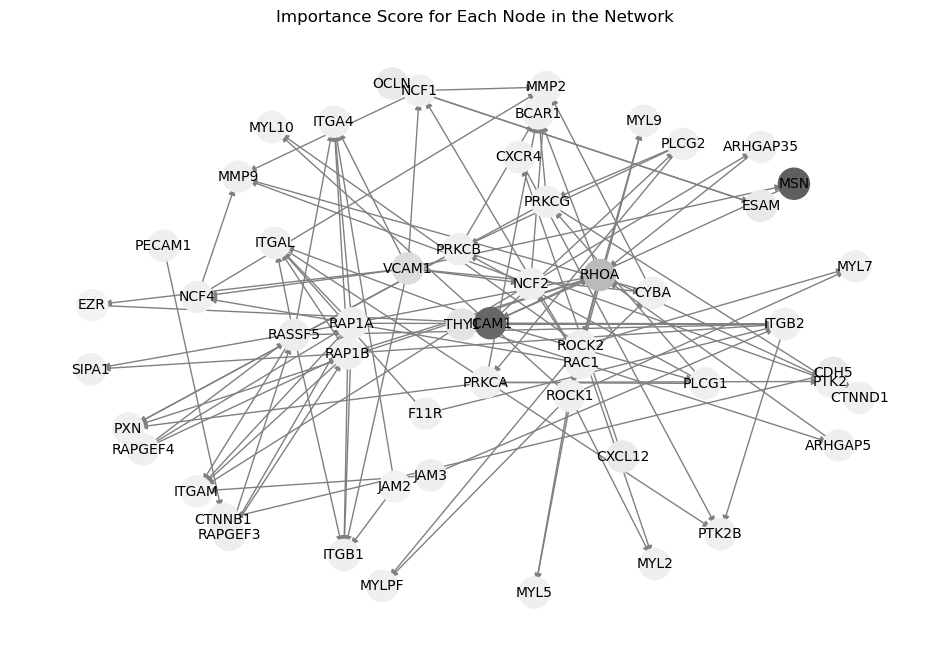 Importance Score for Each Node in the Network
OCLN
NCF1
MMP2
BCAR1
MYL10
ITGA4
MYL9
PLCG2
ARHGAP35
CXCR4
MMP9
MSN
PRKCG
ESAM
PECAM1
ITGAL
PRKCB
VCAM1
RHOA
MYL7
NCF2
CYBA
EZR
NCF4
RASSF5
RAP1A
THY1
ICAM1
ITGB2
RAP1B
ROCK2
RAC1
SIPA1
PRKCA
PLCG1
CDH5
PTK2
ROCK1
CTNND1
F11R
PXN
RAPGEF4
ARHGAP5
CXCL12
ITGAM
JAM2
JAM3
CTNNB1
RAPGEF3
PTK2B
ITGB1
MYL2
MYLPF
MYL5